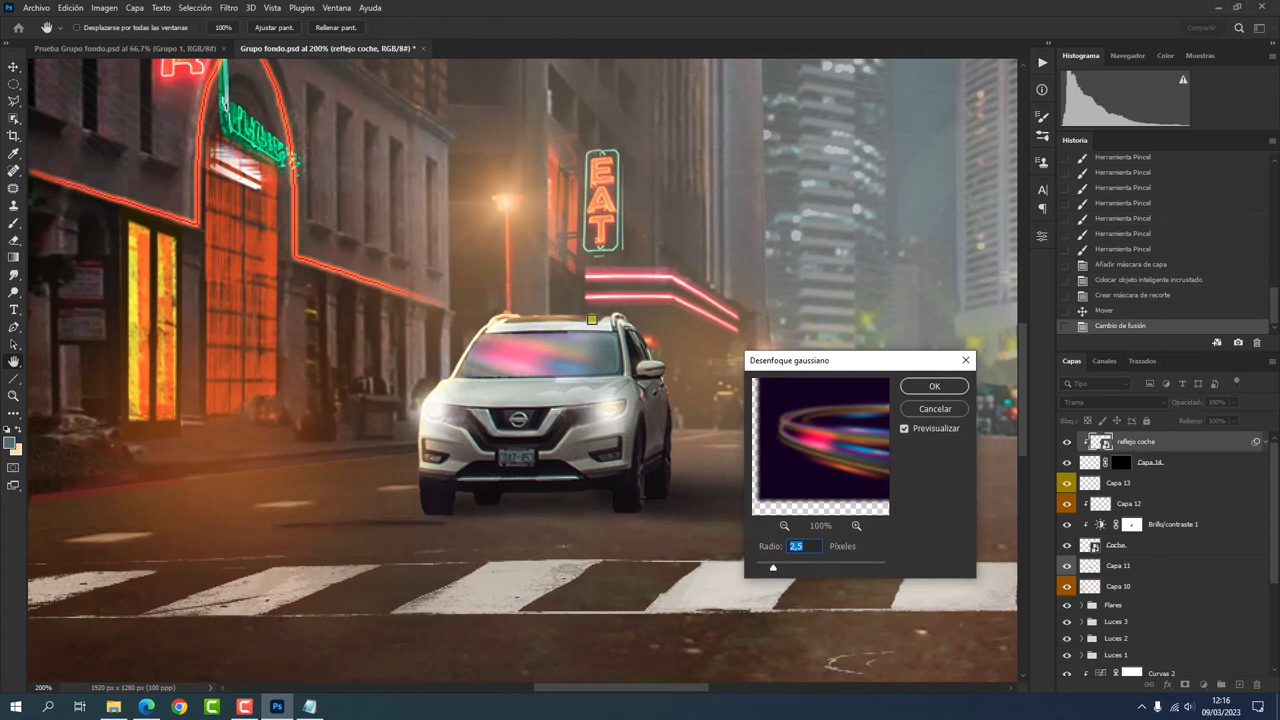 Archivo Edición Imagen Capa Texto Selección Filtro 3D Vista Plugins Ventana Ayuda
Desplazarse por todas las ventanas 100% Ajustar pant. Rellenar pant. Compartir
Prueba Grupo fondo.psd al 66,7% (Grupo 1, RGB/8#) Grupo fondo.psd al 200% (reflejo coche, RGB/8#) *
Histograma Navegador Color Muestras
EAT
Historia
Herramienta Pincel
Herramienta Pincel
Herramienta Pincel
Herramienta Pincel
Herramienta Pincel
Herramienta Pincel
Herramienta Pincel
Añadir máscara de capa
Colocar objeto inteligente incrustado
Crear máscara de recorte
Mover
Cambio de fusión
Desenfoque gaussiano
OK
Cancelar
Previsualizar
100%
Radio: 2,5 Píxeles
Capas Canales Trazados
Tipo
Trama Opacidad: 100%
Bloq.: Relleno: 100%
reflejo coche
Capa 14
Capa 13
Capa 12
Brillo/contraste 1
Coche
Capa 11
Capa 10
Flares
Luces 3
Luces 2
Luces 1
Curvas 2
200% 1920 px x 1280 px (100 ppp)
12:16
09/03/2023